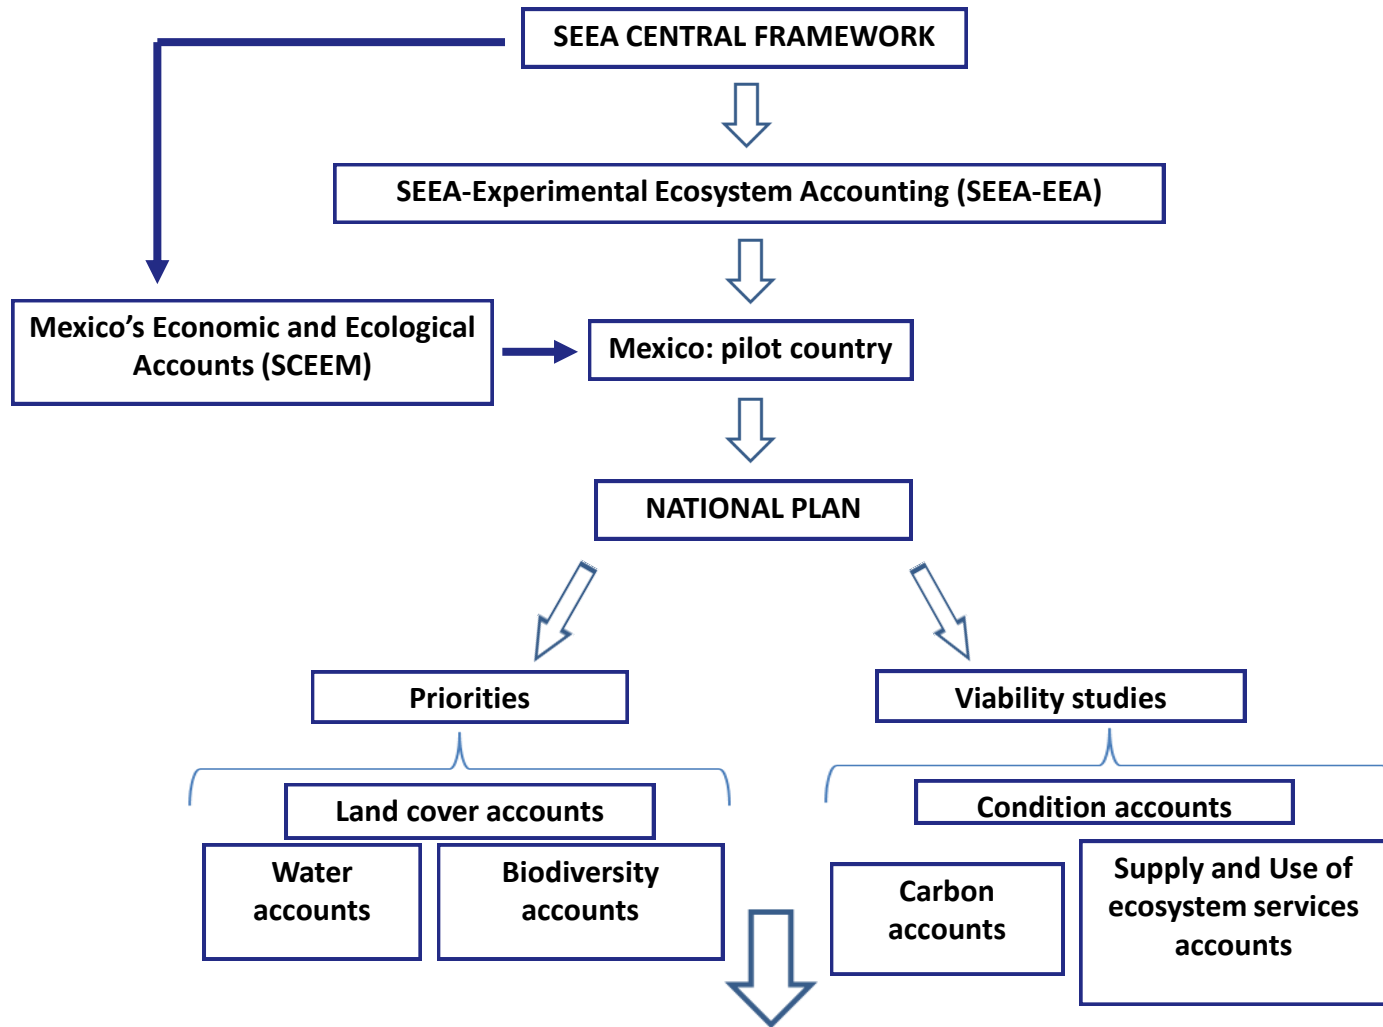 SEEA CENTRAL FRAMEWORK
SEEA-Experimental Ecosystem Accounting (SEEA-EEA)
Mexico’s Economic and Ecological
Accounts (SCEEM)
Mexico: pilot country
NATIONAL PLAN
Priorities
Viability studies
Land cover accounts
Water
accounts
Biodiversity
accounts
Condition accounts
Carbon
accounts
Supply and Use of
ecosystem services
accounts